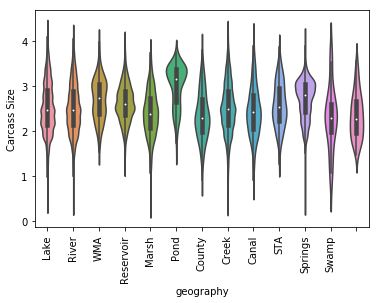 4
3
2
1
0
Carcass Size
Lake
River
WMA
Reservoir
Marsh
Pond
County
Creek
Canal
STA
Springs
Swamp
geography